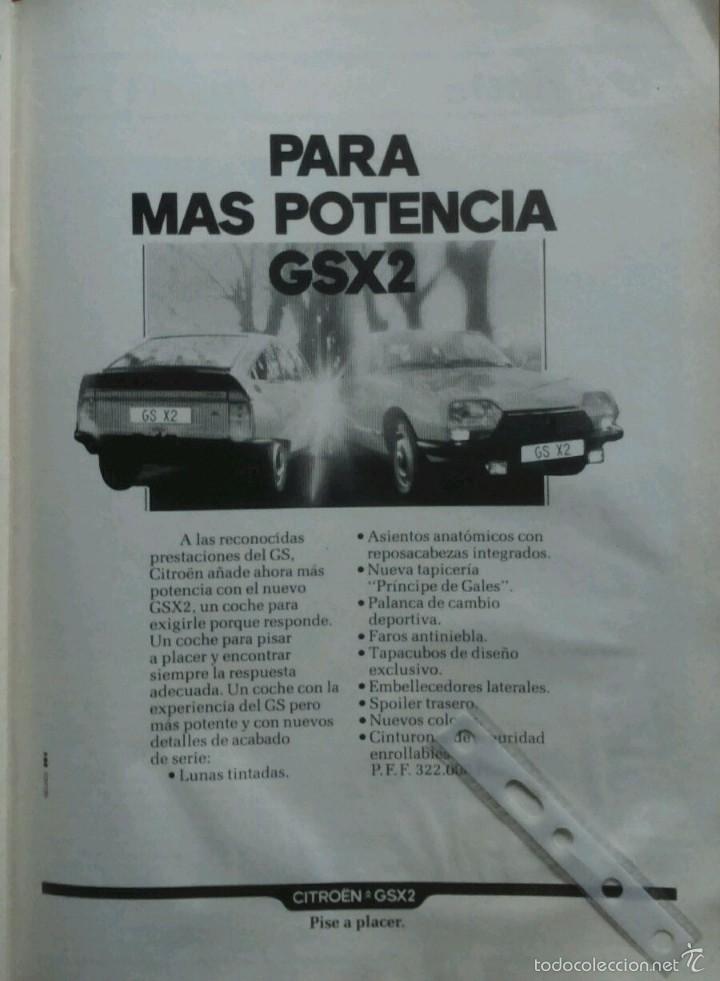 PARA
MAS POTENCIA
GSX2
GS X2
GS X2
A las reconocidas
prestaciones del GS,
Citroën añade ahora más
potencia con el nuevo
GSX2, un coche para
exigirle porque responde.
Un coche para pisar
a placer y encontrar
siempre la respuesta
adecuada. Un coche con la
experiencia del GS pero
más potente y con nuevos
detalles de acabado
de serie:
• Lunas tintadas.
• Asientos anatómicos con
reposacabezas integrados.
• Nueva tapicería
"Príncipe de Gales".
• Palanca de cambio
deportiva.
• Faros antiniebla.
• Tapacubos de diseño
exclusivo.
• Embellecedores laterales.
• Spoiler trasero.
• Nuevos
• de
enrollables
P.F.F.
CITROËN GSX2
Pise a placer.
todocoleccion.net